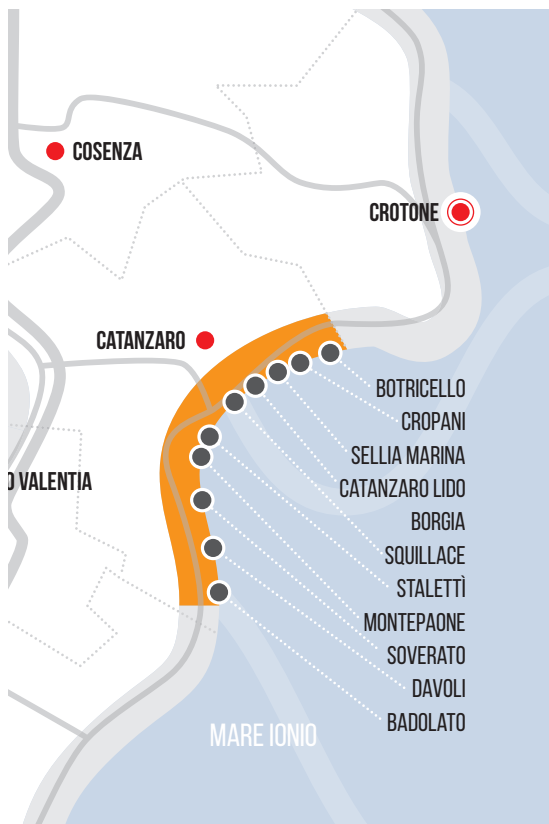 COSENZA
CROTONE
CATANZARO
BOTRICELLO
CROPANI
SELLIA MARINA
CATANZARO LIDO
O VALENTIA
BORGIA
SQUILLACE
STALETTÌ
MONTEPAONE
SOVERATO
DAVOLI
BADOLATO
MARE IONIO